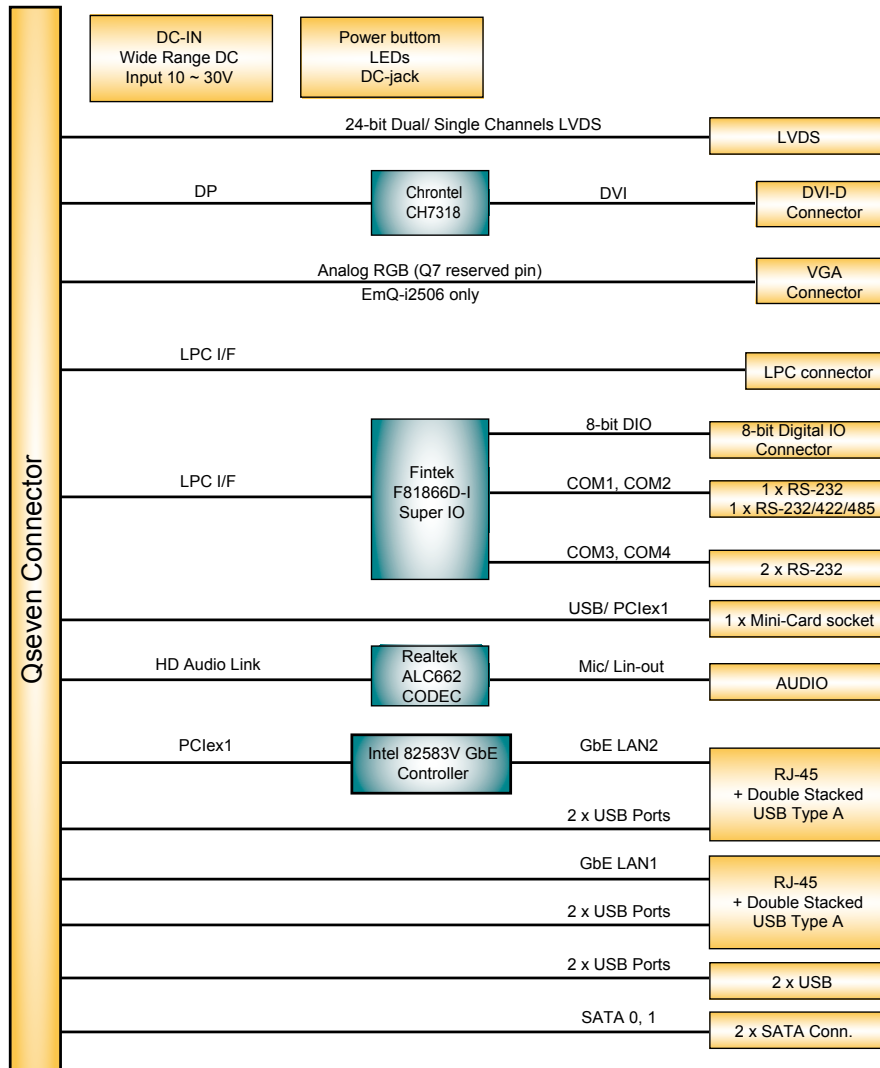 DC-IN
Wide Range DC
Input 10 ~ 30V
Power buttom
LEDs
DC-jack
Qseven Connector
24-bit Dual/ Single Channels LVDS
LVDS
DP
Chrontel
CH7318
DVI
DVI-D
Connector
Analog RGB (Q7 reserved pin)
EmQ-i2506 only
VGA
Connector
LPC I/F
LPC connector
LPC I/F
Fintek
F81866D-I
Super IO
8-bit DIO
8-bit Digital IO
Connector
COM1, COM2
1 x RS-232
1 x RS-232/422/485
COM3, COM4
2 x RS-232
USB/ PCIex1
1 x Mini-Card socket
HD Audio Link
Realtek
ALC662
CODEC
Mic/ Lin-out
AUDIO
PCIex1
Intel 82583V GbE
Controller
GbE LAN2
2 x USB Ports
RJ-45
+ Double Stacked
USB Type A
GbE LAN1
2 x USB Ports
RJ-45
+ Double Stacked
USB Type A
2 x USB Ports
2 x USB
SATA 0, 1
2 x SATA Conn.